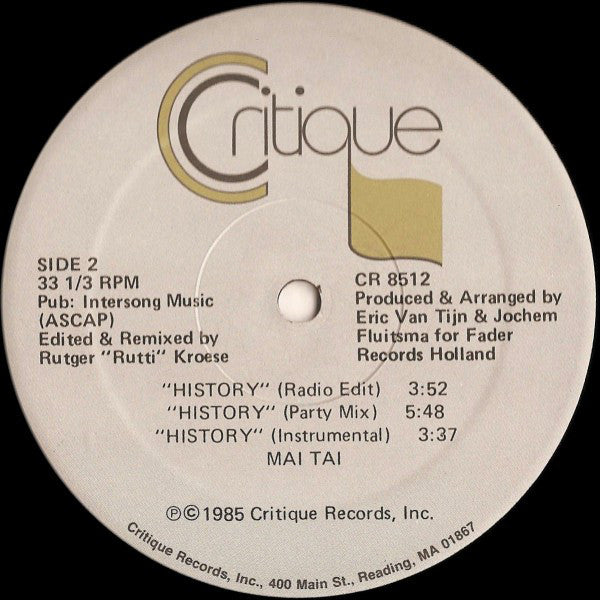 Critique
SIDE 2
33 1/3 RPM
Pub: Intersong Music
(ASCAP)
Edited & Remixed by
Rutger "Rutti" Kroese
CR 8512
Produced & Arranged by
Eric Van Tijn & Jochem
Fluitsma for Fader
Records Holland
"HISTORY" (Radio Edit) 3:52
"HISTORY" (Party Mix) 5:48
"HISTORY" (Instrumental) 3:37
MAI TAI
℗©1985 Critique Records, Inc.
Critique Records, Inc., 400 Main St., Reading, MA 01867